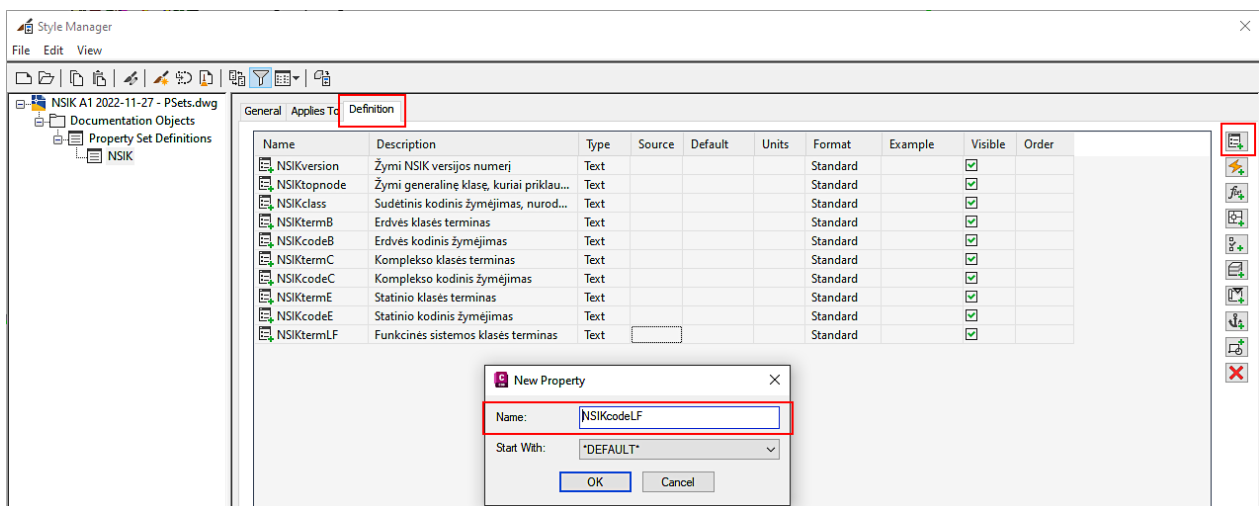 Style Manager
File Edit View
NSIK A1 2022-11-27 - PSets.dwg
Documentation Objects
Property Set Definitions
NSIK
General Applies To Definition
Name Description Type Source Default Units Format Example Visible Order
NSIKversion Žymi NSIK versijos numerį Text Standard
NSIKtopnode Žymi generalinę klasę, kuriai priklau... Text Standard
NSIKclass Sudėtinis kodinis žymėjimas, nurod... Text Standard
NSIKtermB Erdvės klasės terminas Text Standard
NSIKcodeB Erdvės kodinis žymėjimas Text Standard
NSIKtermC Komplekso klasės terminas Text Standard
NSIKcodeC Komplekso kodinis žymėjimas Text Standard
NSIKtermE Statinio klasės terminas Text Standard
NSIKcodeE Statinio kodinis žymėjimas Text Standard
NSIKtermLF Funkcinės sistemos klasės terminas Text Standard
New Property
Name: NSIKcodeLF
Start With: *DEFAULT*
OK Cancel